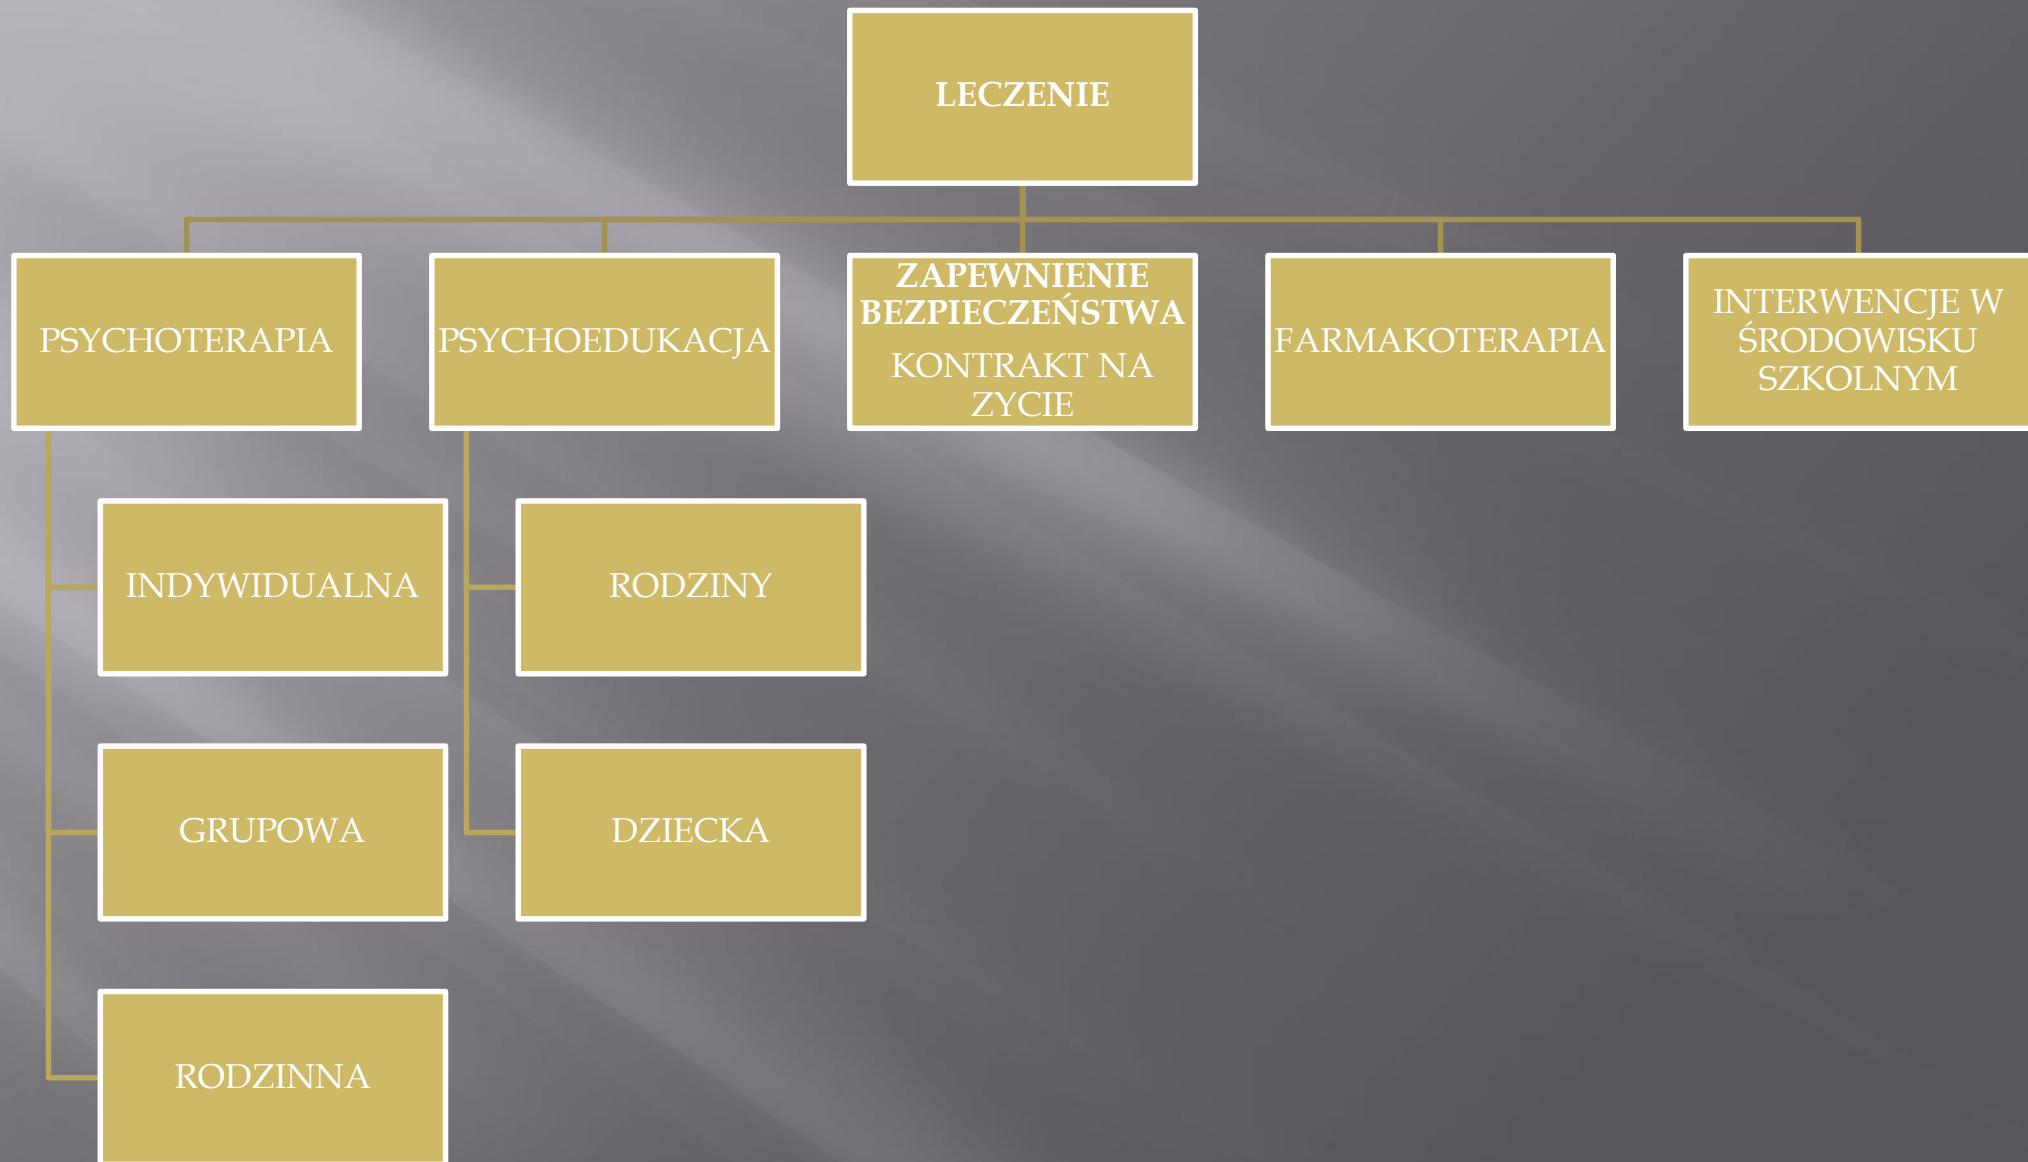 LECZENIE
PSYCHOTERAPIA
PSYCHOEDUKACJA
ZAPEWNIENIE
BEZPIECZEŃSTWA
KONTRAKT NA
ZYCIE
FARMAKOTERAPIA
INTERWENCJE W
ŚRODOWISKU
SZKOLNYM
INDYWIDUALNA
RODZINY
GRUPOWA
DZIECKA
RODZINNA